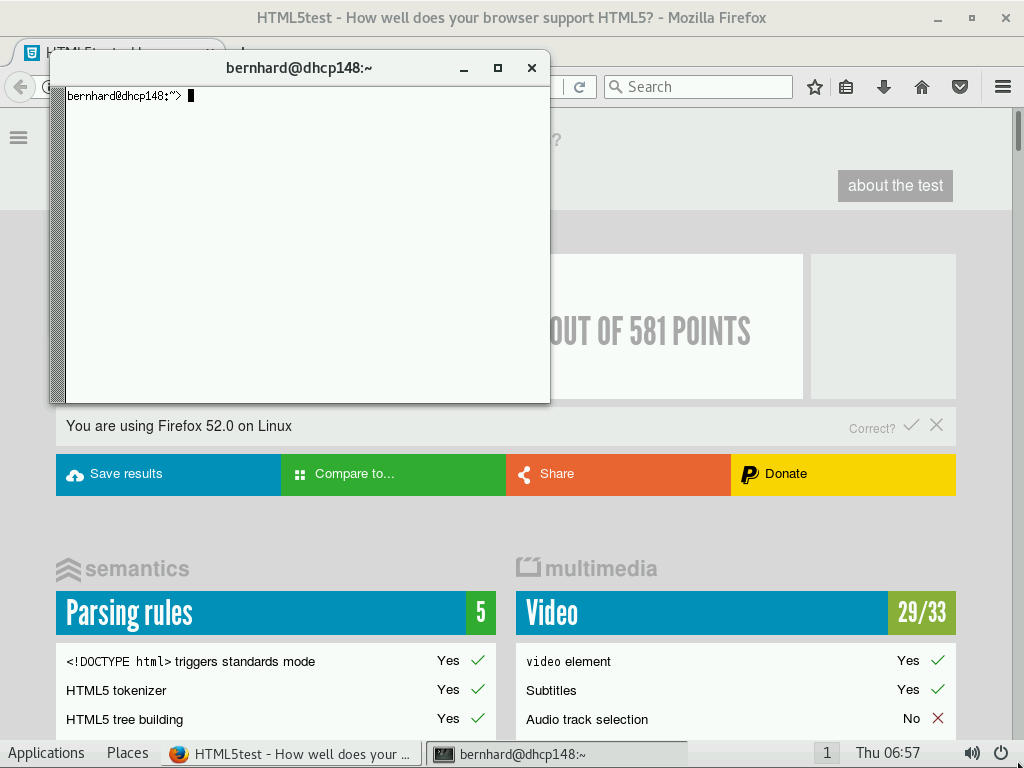 HTML5test - How well does your browser support HTML5? - Mozilla Firefox
bernhard@dhcp148:~
bernhard@dhcp148:~>
Search
?
about the test
OUT OF 581 POINTS
You are using Firefox 52.0 on Linux
Correct?
Save results
Compare to...
Share
Donate
semantics
multimedia
Parsing rules 5
Video 29/33
<!DOCTYPE html> triggers standards mode Yes
video element Yes
HTML5 tokenizer Yes
Subtitles Yes
HTML5 tree building Yes
Audio track selection No
Applications Places HTML5test - How well does your ... bernhard@dhcp148:~ 1 Thu 06:57